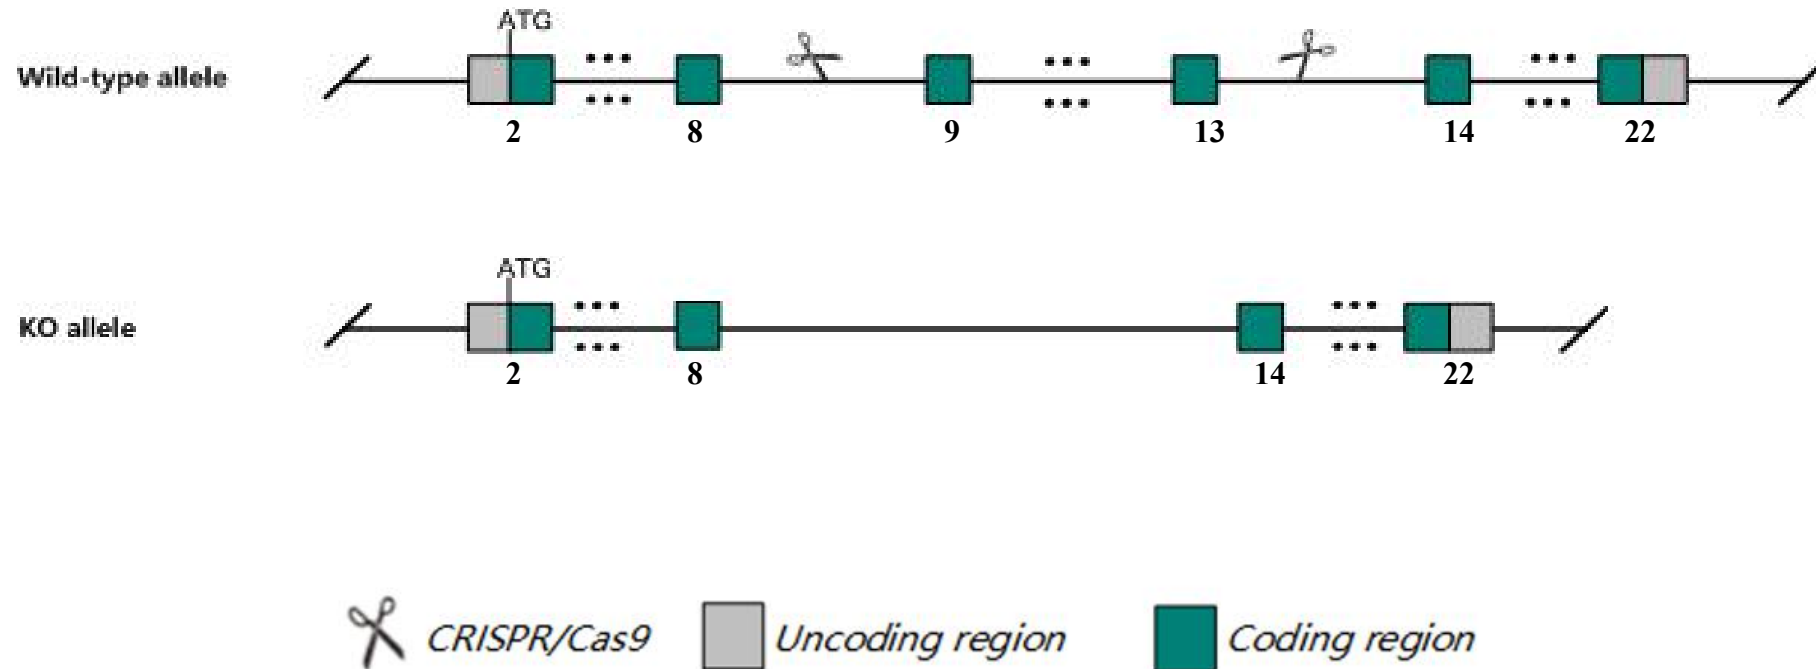 ATG
Wild-type allele
2 8 9 13 14 22
ATG
KO allele
2 8 14 22
CRISPR/Cas9 Uncoding region Coding region